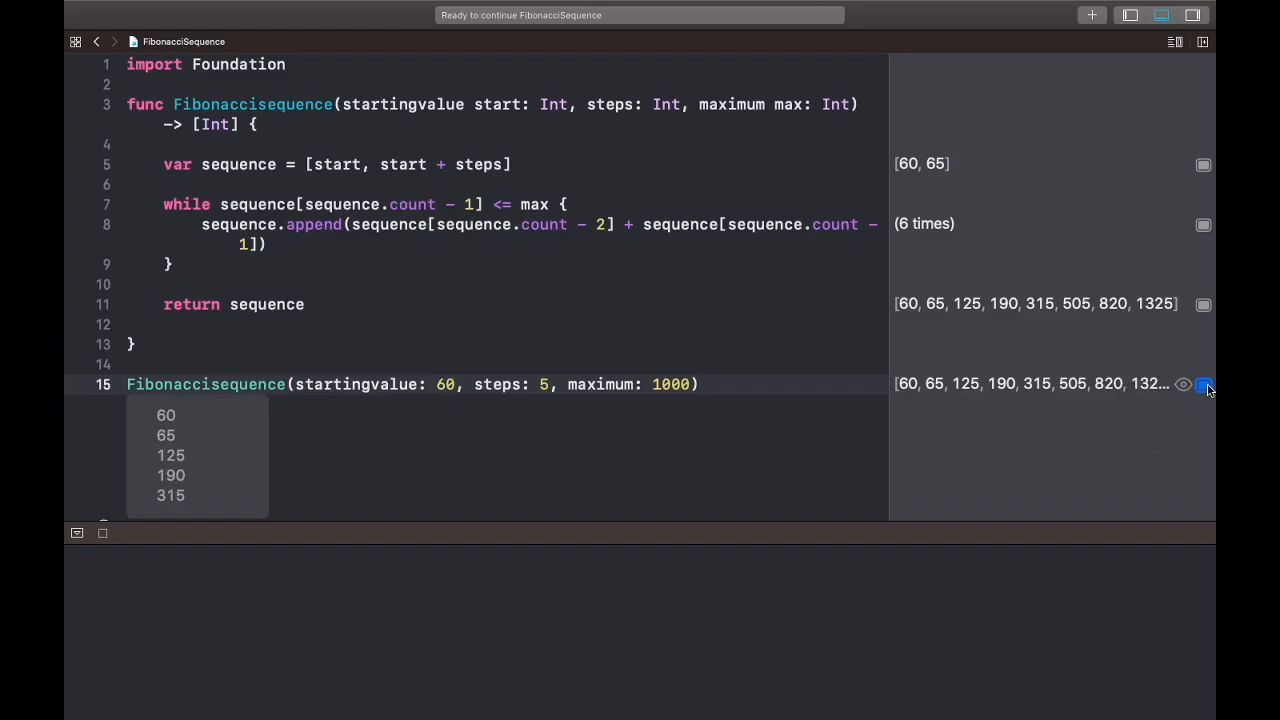 Ready to continue FibonacciSequence
FibonacciSequence
1 import Foundation
2
3 func Fibonaccisequence(startingvalue start: Int, steps: Int, maximum max: Int)
-> [Int] {
4
5 var sequence = [start, start + steps] [60, 65]
6
7 while sequence[sequence.count - 1] <= max {
8 sequence.append(sequence[sequence.count - 2] + sequence[sequence.count - (6 times)
1])
9 }
10
11 return sequence [60, 65, 125, 190, 315, 505, 820, 1325]
12
13 }
14
15 Fibonaccisequence(startingvalue: 60, steps: 5, maximum: 1000) [60, 65, 125, 190, 315, 505, 820, 132...
60
65
125
190
315